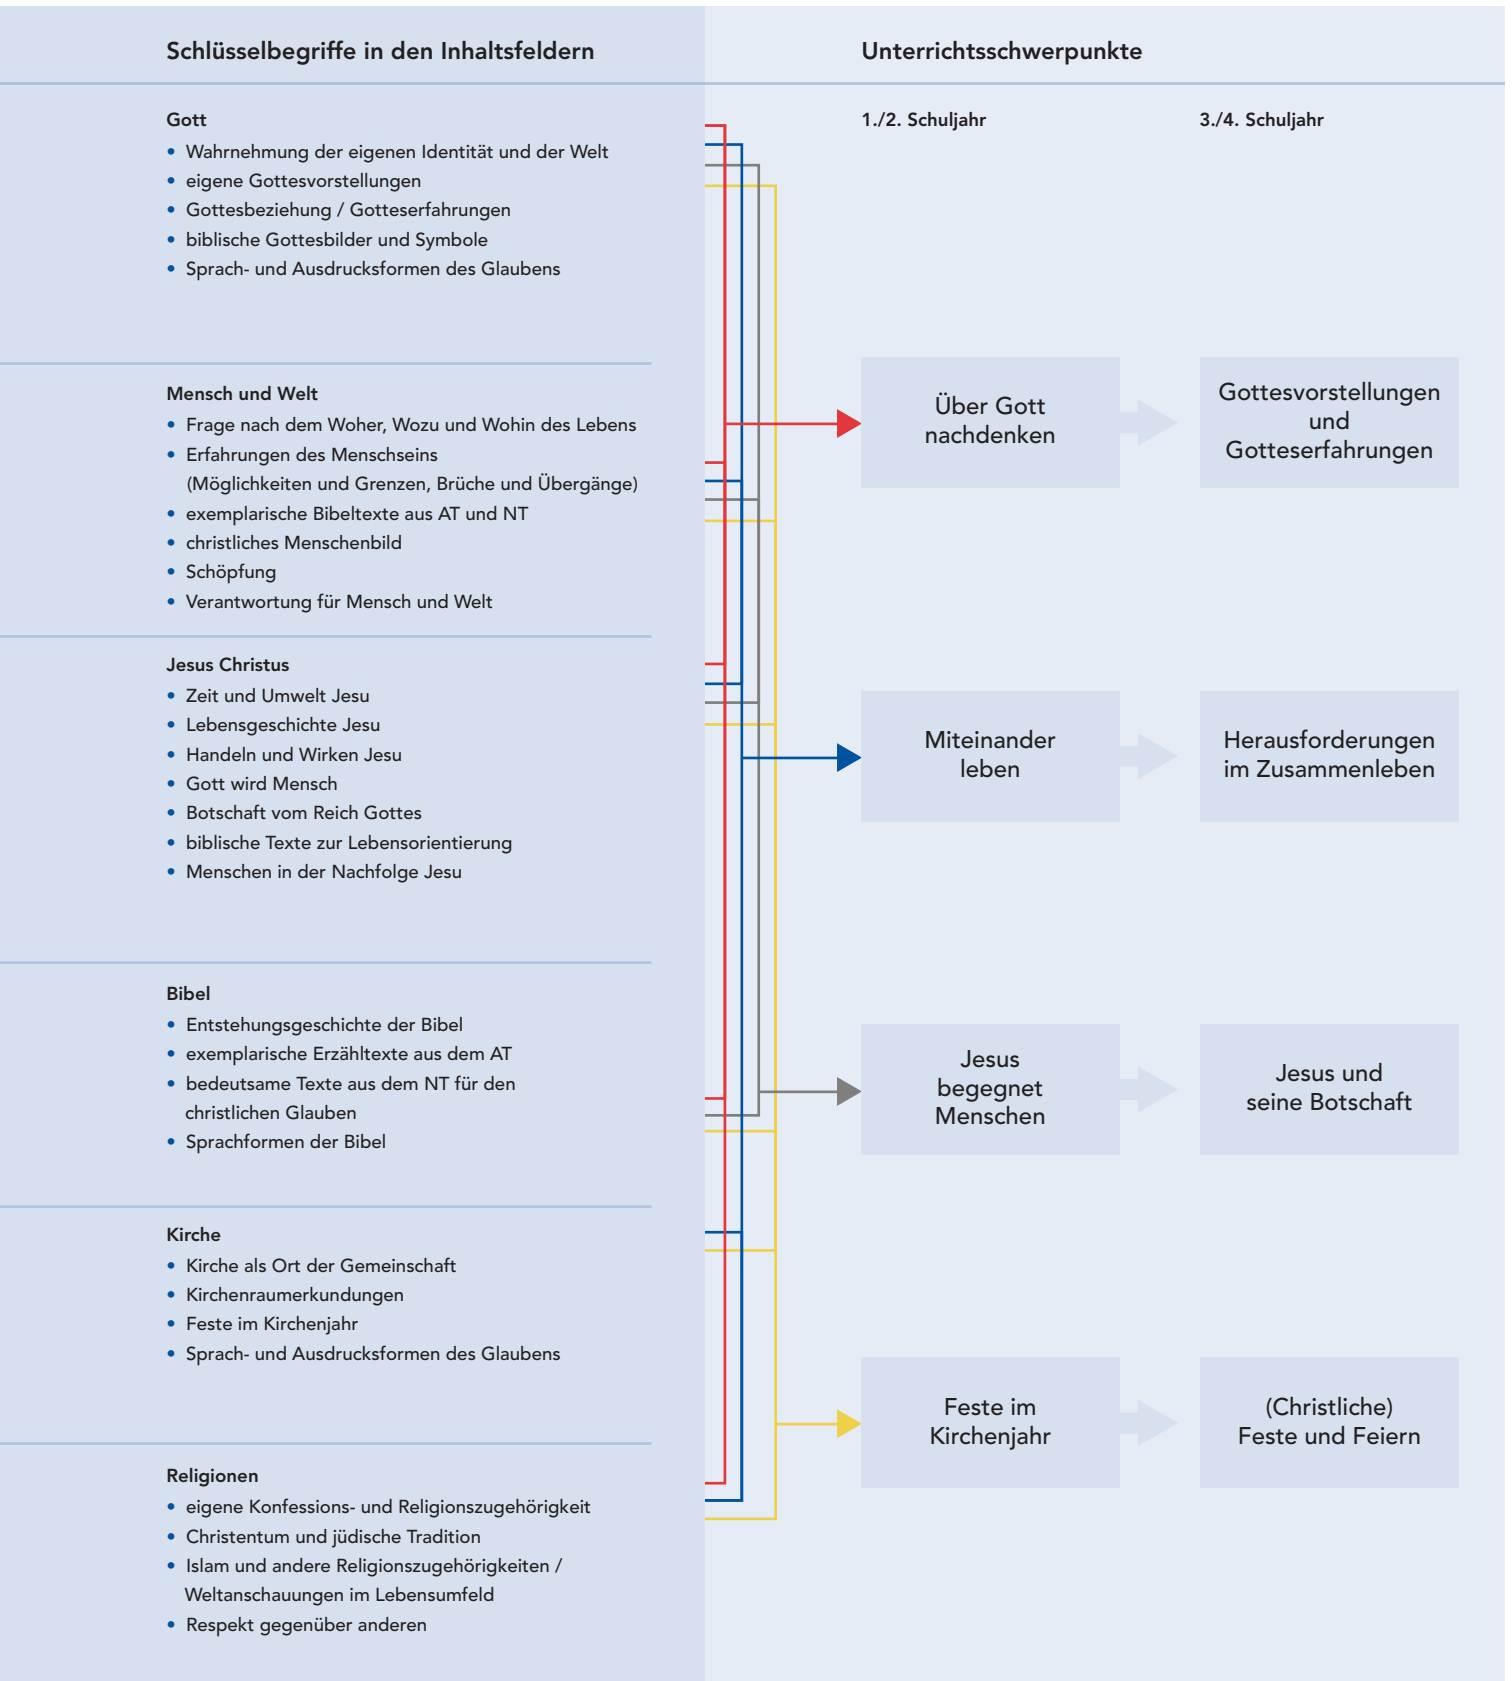 Schlüsselbegriffe in den Inhaltsfeldern
Gott
• Wahrnehmung der eigenen Identität und der Welt
• eigene Gottesvorstellungen
• Gottesbeziehung / Gotteserfahrungen
• biblische Gottesbilder und Symbole
• Sprach- und Ausdrucksformen des Glaubens
Mensch und Welt
• Frage nach dem Woher, Wozu und Wohin des Lebens
• Erfahrungen des Menschseins
(Möglichkeiten und Grenzen, Brüche und Übergänge)
• exemplarische Bibeltexte aus AT und NT
• christliches Menschenbild
• Schöpfung
• Verantwortung für Mensch und Welt
Jesus Christus
• Zeit und Umwelt Jesu
• Lebensgeschichte Jesu
• Handeln und Wirken Jesu
• Gott wird Mensch
• Botschaft vom Reich Gottes
• biblische Texte zur Lebensorientierung
• Menschen in der Nachfolge Jesu
Bibel
• Entstehungsgeschichte der Bibel
• exemplarische Erzähltexte aus dem AT
• bedeutsame Texte aus dem NT für den
christlichen Glauben
• Sprachformen der Bibel
Kirche
• Kirche als Ort der Gemeinschaft
• Kirchenraumerkundungen
• Feste im Kirchenjahr
• Sprach- und Ausdrucksformen des Glaubens
Religionen
• eigene Konfessions- und Religionszugehörigkeit
• Christentum und jüdische Tradition
• Islam und andere Religionszugehörigkeiten /
Weltanschauungen im Lebensumfeld
• Respekt gegenüber anderen
Unterrichtsschwerpunkte
1./2. Schuljahr
3./4. Schuljahr
Über Gott
nachdenken
Gottesvorstellungen
und
Gotteserfahrungen
Miteinander
leben
Herausforderungen
im Zusammenleben
Jesus
begegnet
Menschen
Jesus und
seine Botschaft
Feste im
Kirchenjahr
(Christliche)
Feste und Feiern